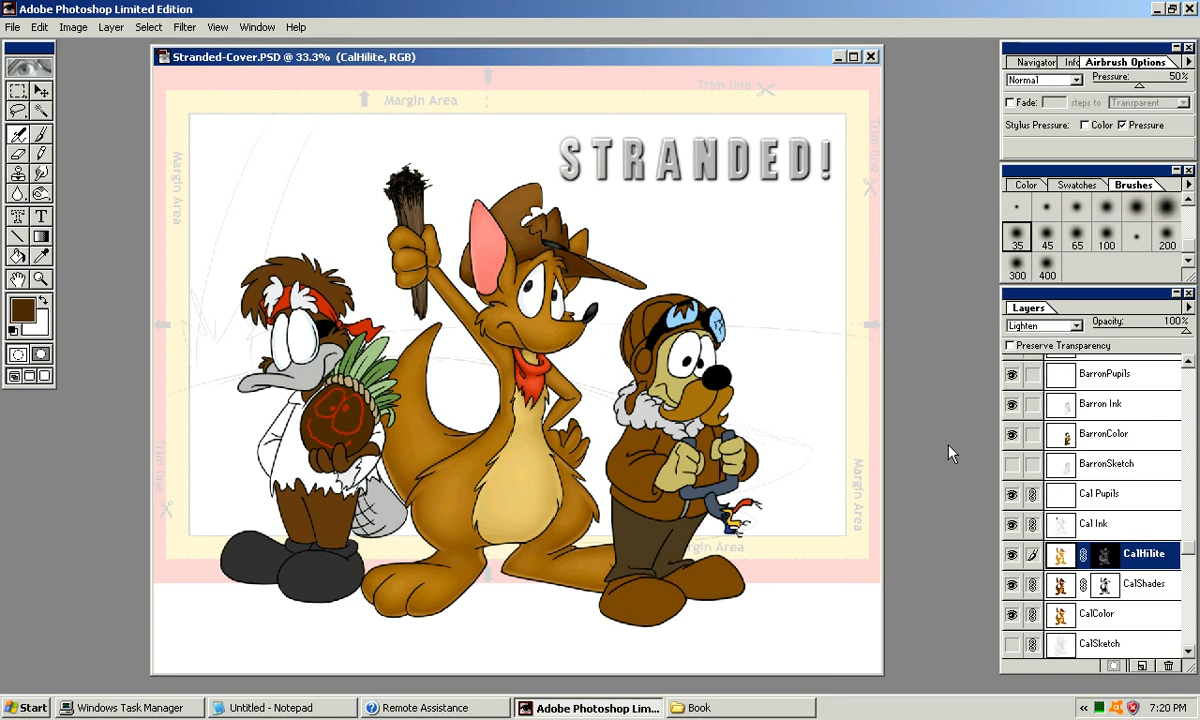 Adobe Photoshop Limited Edition
File Edit Image Layer Select Filter View Window Help
Stranded-Cover.PSD @ 33.3% (CalHilite, RGB)
Trim line
Margin Area
STRANDED!
Margin Area
Trim line
Trim line
Margin Area
rgin Area
Navigator Info Airbrush Options
Normal Pressure: 50%
Fade: steps to Transparent
Stylus Pressure: Color Pressure
Color Swatches Brushes
35 45 65 100 200
300 400
Layers
Lighten Opacity: 100%
Preserve Transparency
BarronPupils
Barron Ink
BarronColor
BarronSketch
Cal Pupils
Cal Ink
CalHilite
CalShades
CalColor
CalSketch
Start Windows Task Manager Untitled - Notepad Remote Assistance Adobe Photoshop Lim... Book 7:20 PM